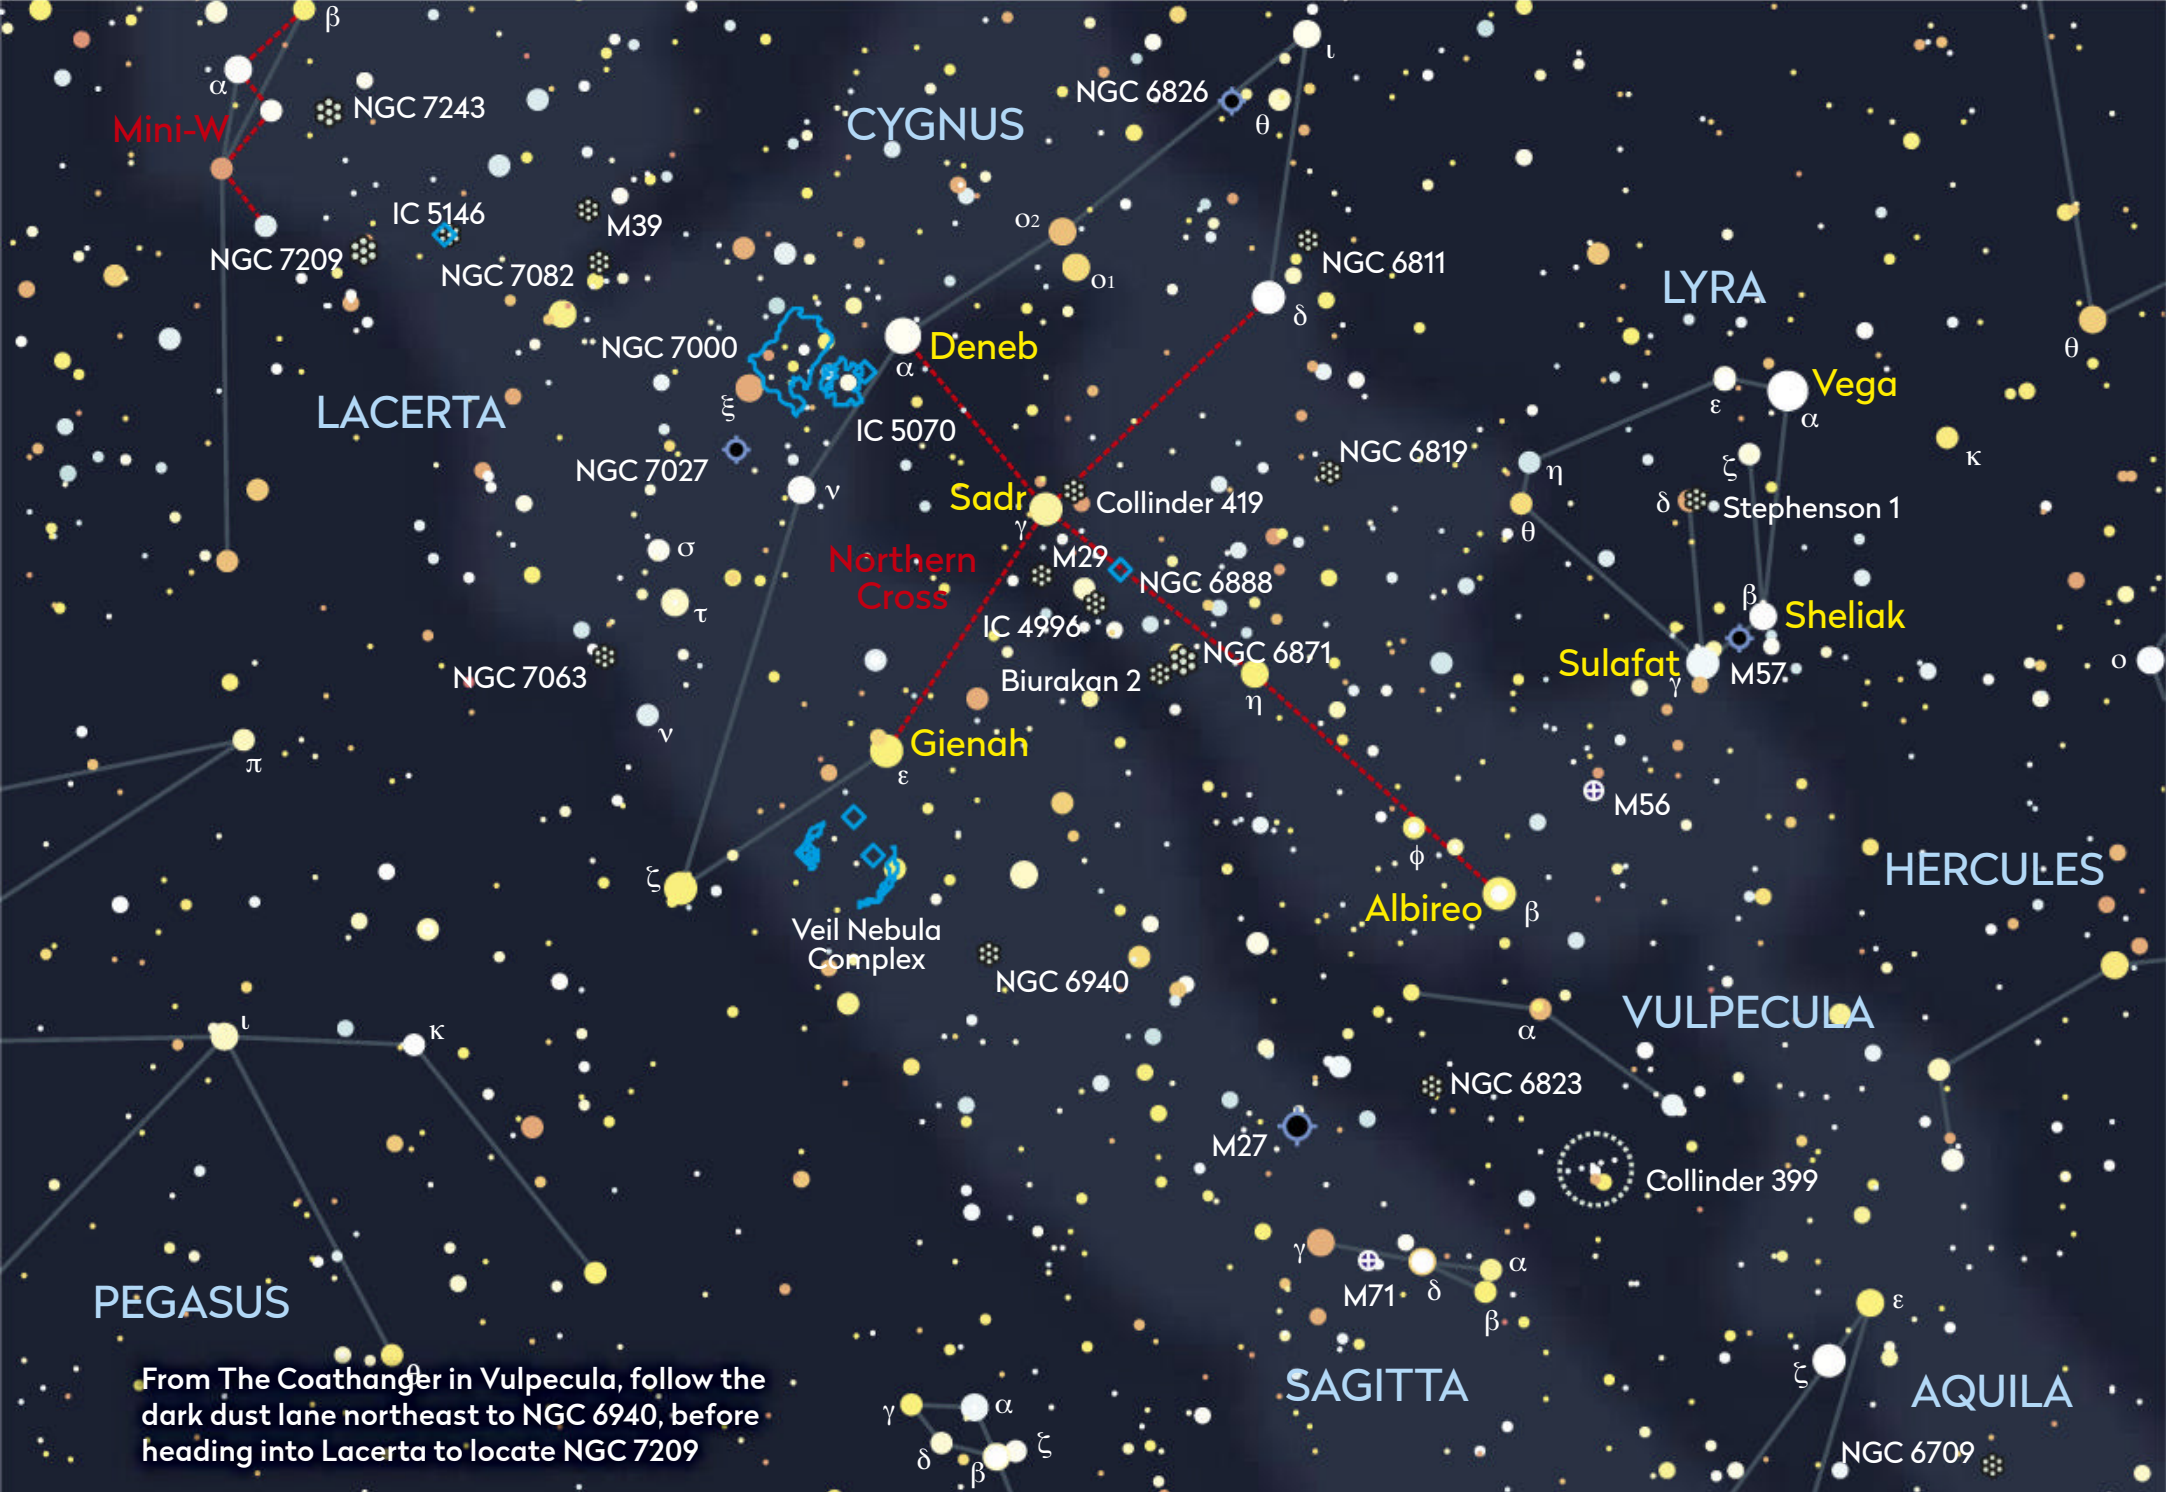 β
ι
α
NGC 7243
NGC 6826
θ
CYGNUS
Mini-W
IC 5146
M39
NGC 7209
NGC 7082
ο2
ο1
NGC 6811
LYRA
δ
NGC 7000
Deneb
α
θ
Vega
ε
α
LACERTA
ξ
IC 5070
NGC 7027
ν
NGC 6819
η
ζ
κ
Sadr
γ
Collinder 419
δ
Stephenson 1
θ
σ
Northern
Cross
M29
NGC 6888
τ
IC 4996
β
Sheliak
NGC 7063
Biurakan 2
NGC 6871
Sulafat
γ
M57
ο
η
ν
Gienah
ε
π
M56
φ
ζ
Albireo
β
HERCULES
Veil Nebula
Complex
NGC 6940
VULPECULA
α
ι
κ
NGC 6823
M27
Collinder 399
γ
M71
δ
α
β
PEGASUS
ε
ζ
θ
SAGITTA
AQUILA
From The Coathanger in Vulpecula, follow the
dark dust lane northeast to NGC 6940, before
heading into Lacerta to locate NGC 7209
γ
α
δ
β
ζ
NGC 6709